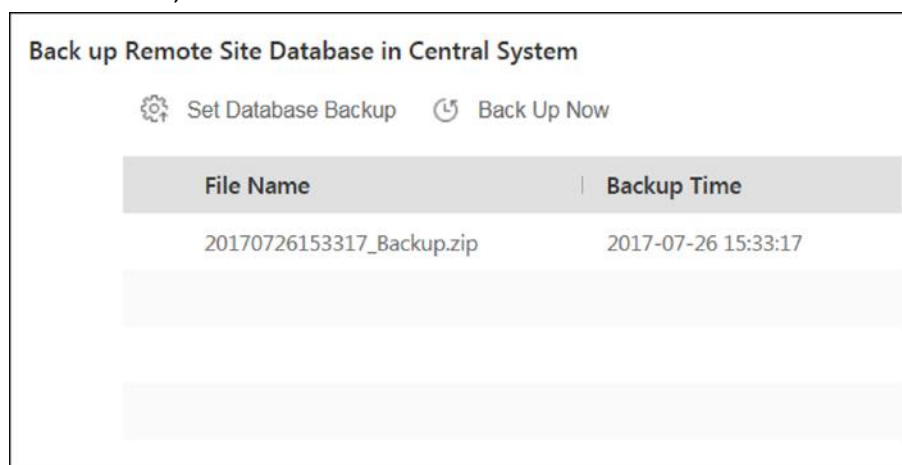 Back up Remote Site Database in Central System
Set Database Backup Back Up Now
File Name Backup Time
20170726153317_Backup.zip 2017-07-26 15:33:17